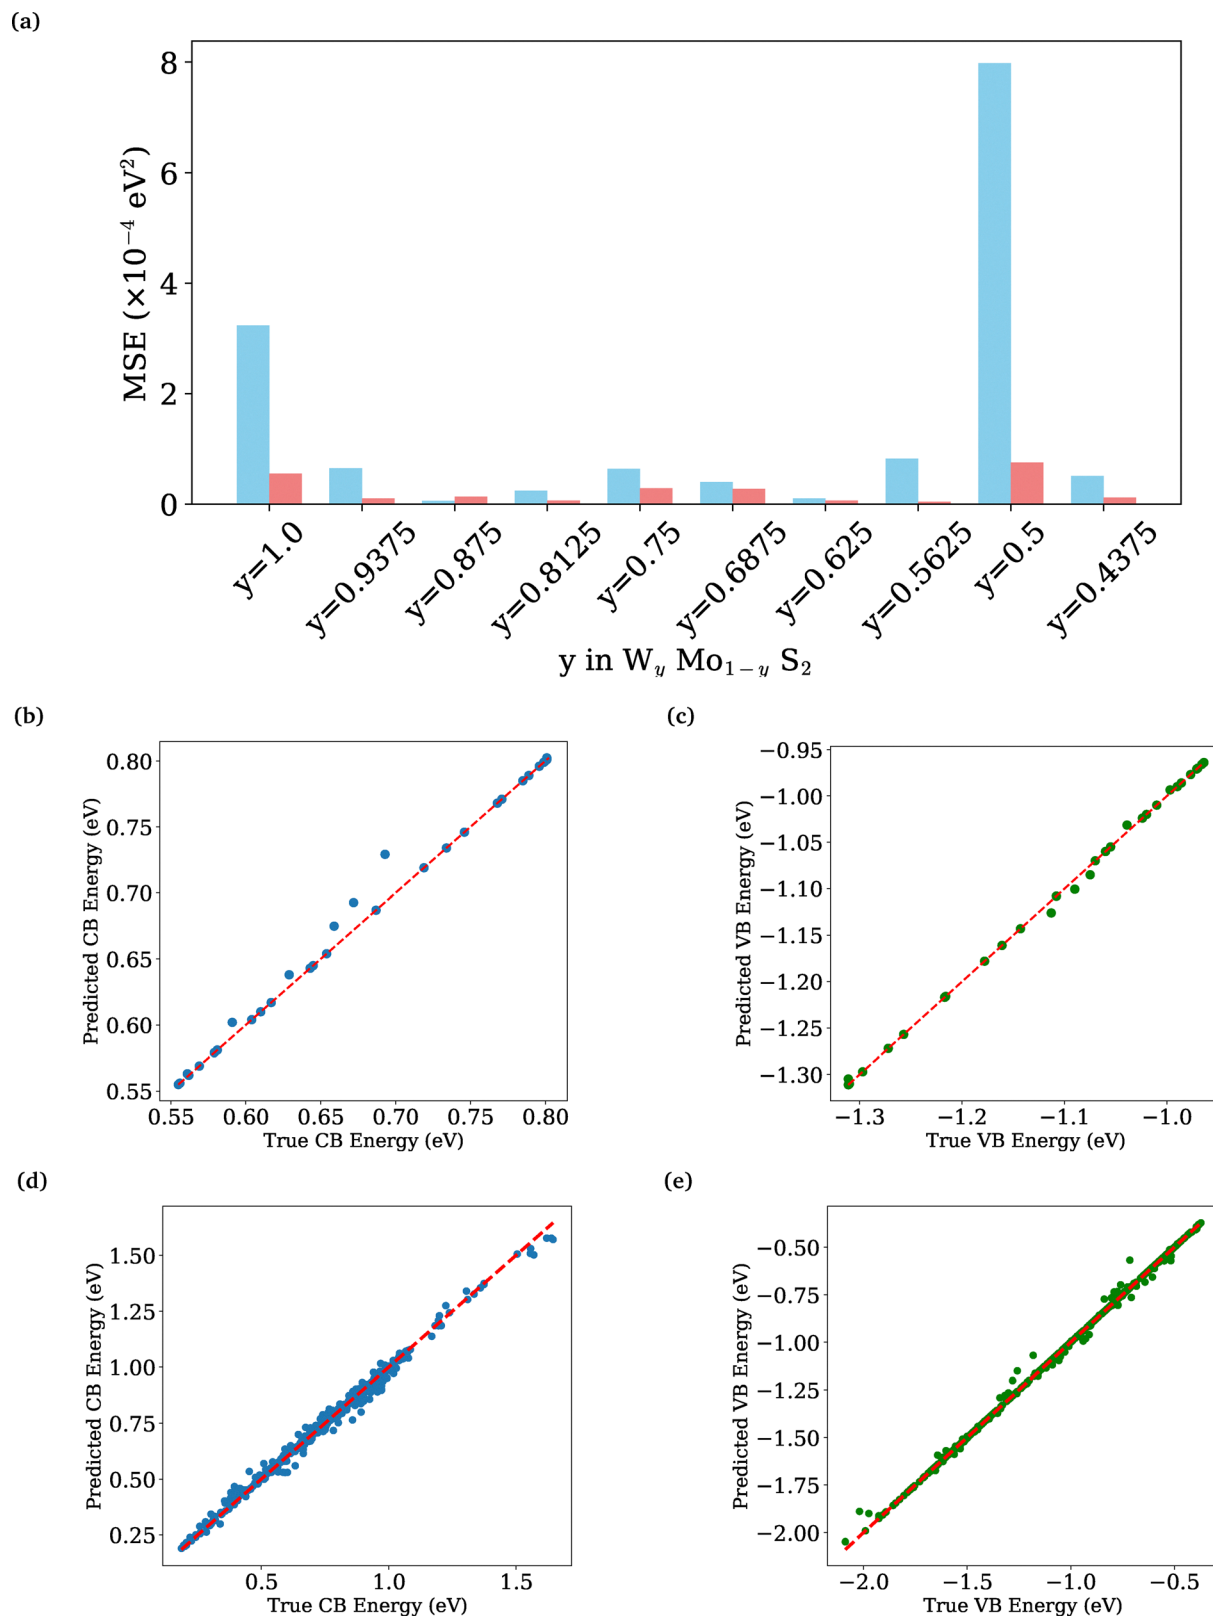 (a)
MSE (×10⁻⁴ eV²)
8
6
4
2
0
y=1.0
y=0.9375
y=0.875
y=0.8125
y=0.75
y=0.6875
y=0.625
y=0.5625
y=0.5
y=0.4375
y in W_y Mo_{1−y} S₂
(b)
Predicted CB Energy (eV)
0.80
0.75
0.70
0.65
0.60
0.55
0.55 0.60 0.65 0.70 0.75 0.80
True CB Energy (eV)
(c)
Predicted VB Energy (eV)
−0.95
−1.00
−1.05
−1.10
−1.15
−1.20
−1.25
−1.30
−1.3 −1.2 −1.1 −1.0
True VB Energy (eV)
(d)
Predicted CB Energy (eV)
1.50
1.25
1.00
0.75
0.50
0.25
0.5 1.0 1.5
True CB Energy (eV)
(e)
Predicted VB Energy (eV)
−0.50
−0.75
−1.00
−1.25
−1.50
−1.75
−2.00
−2.0 −1.5 −1.0 −0.5
True VB Energy (eV)